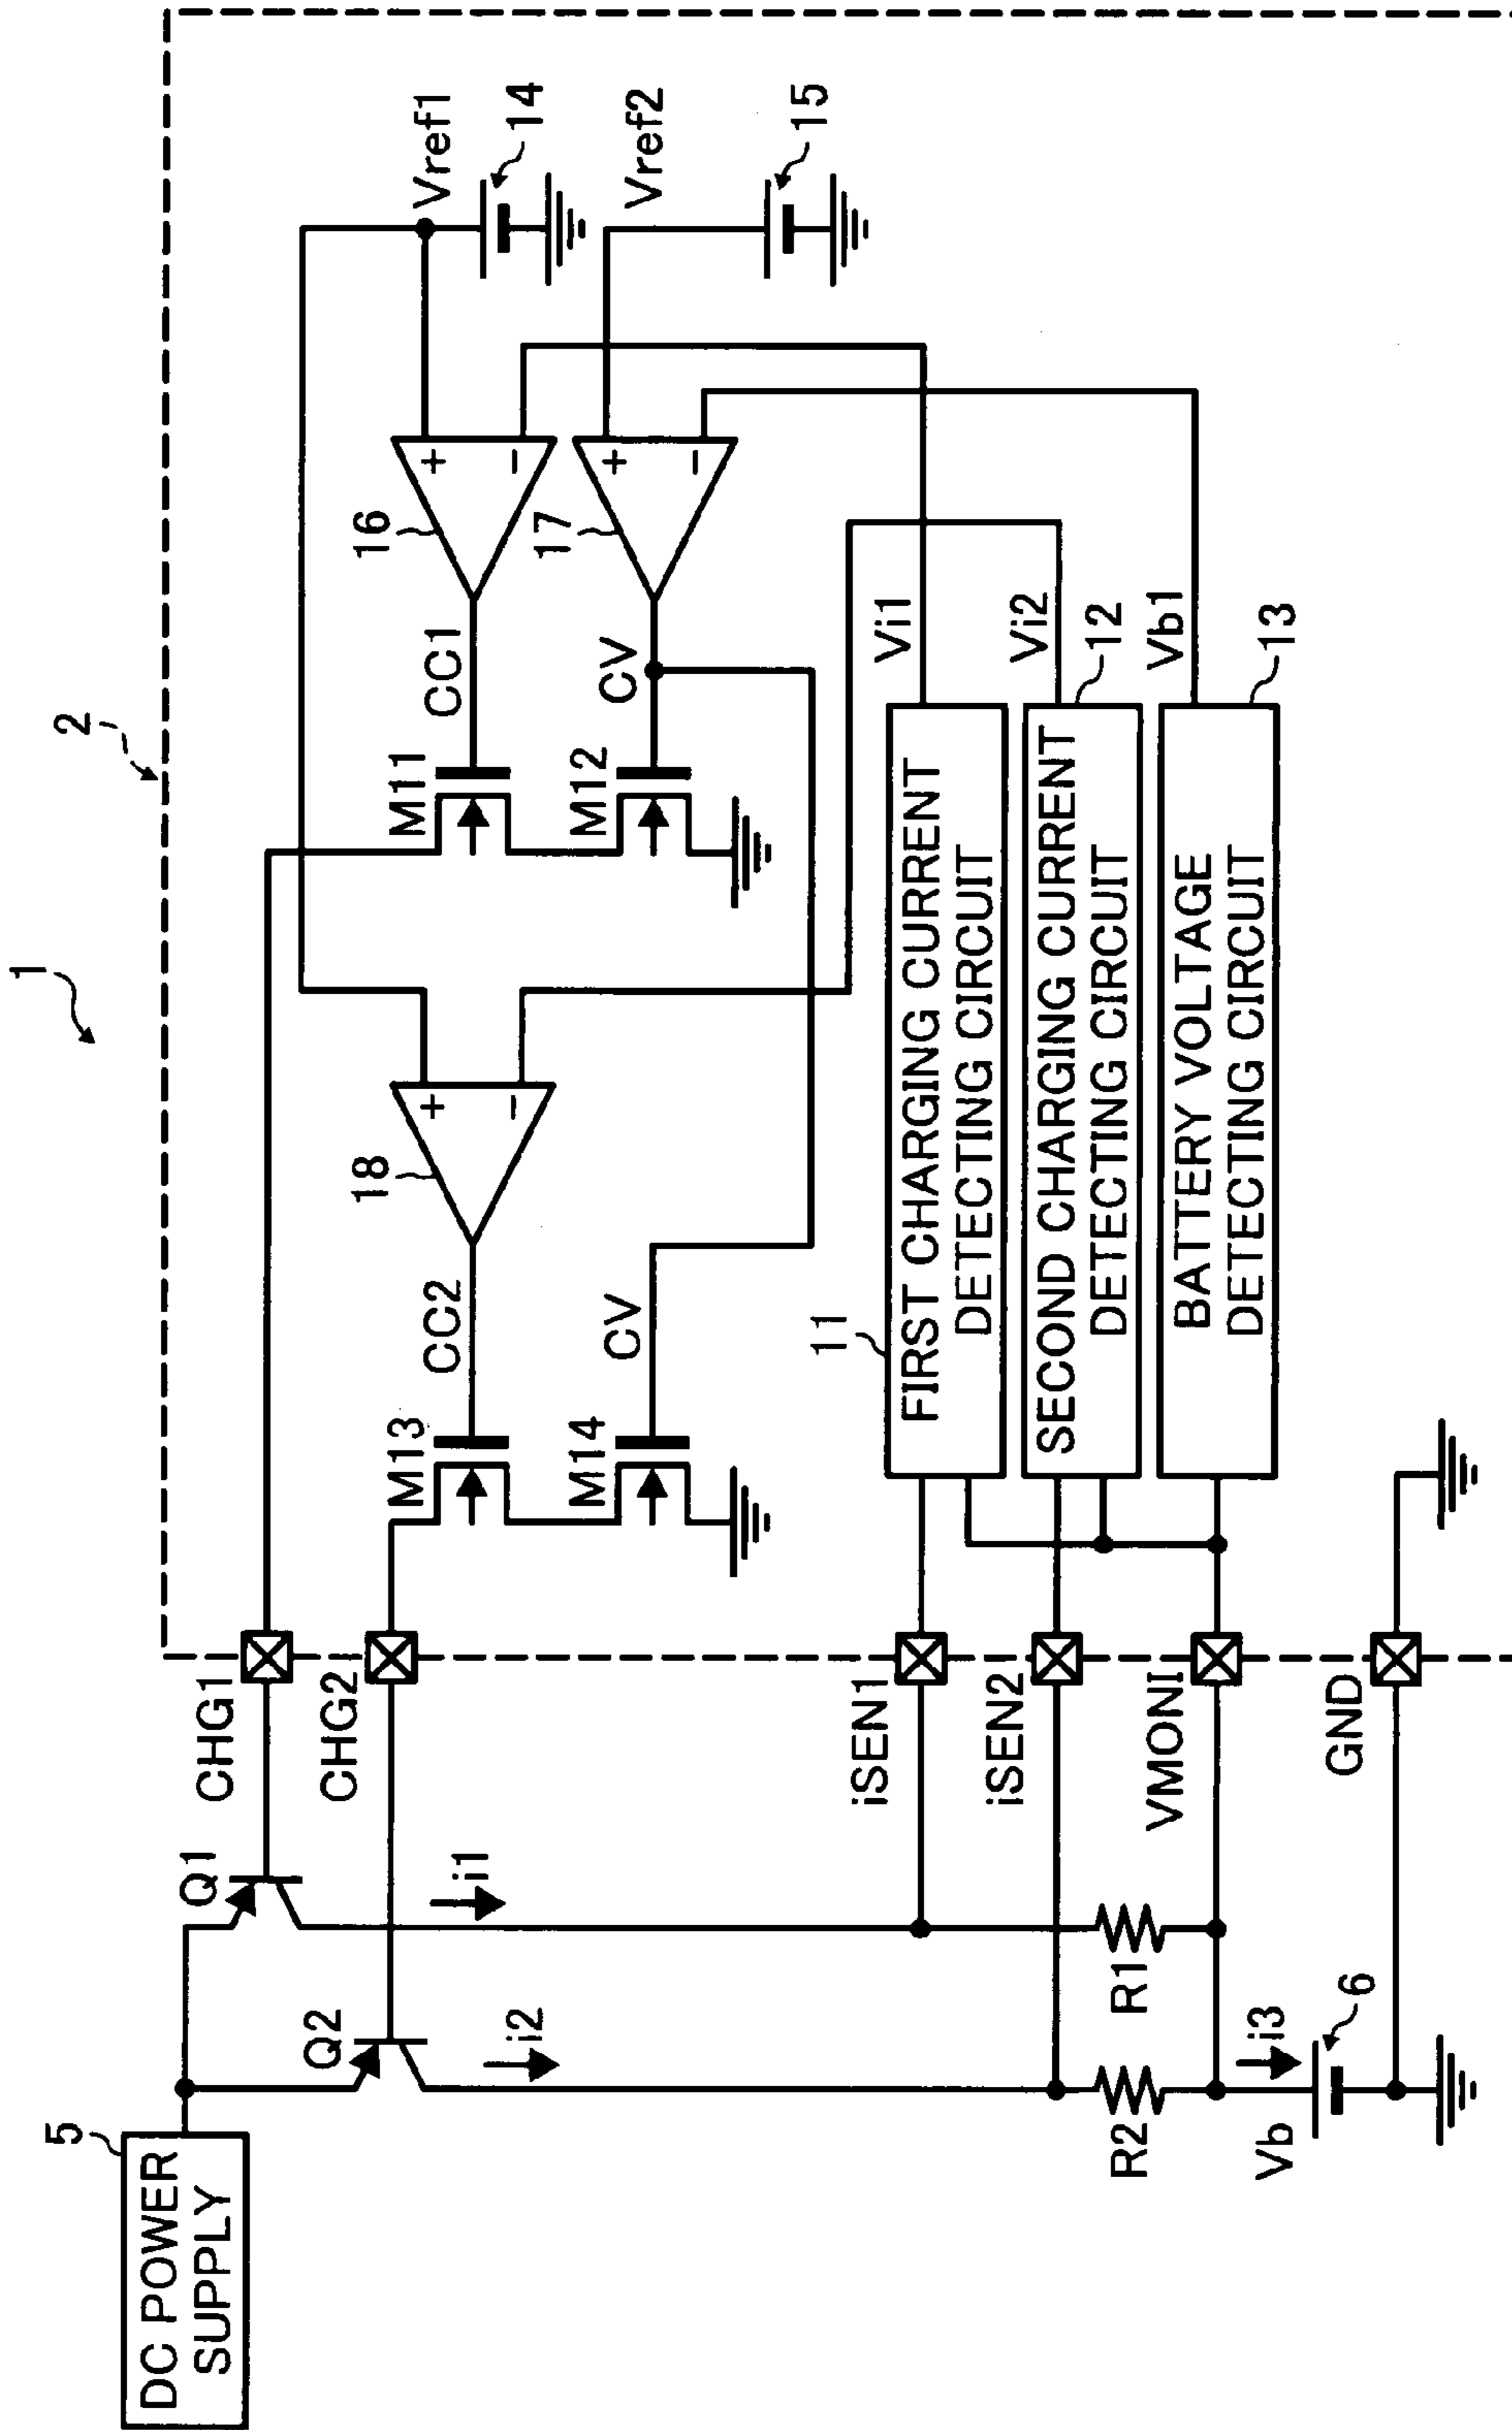 1
2
5
DC POWER
SUPPLY
Q1
Q2
CHG1
CHG2
i1
i2
M13
M14
CC2
CV
18
+
-
M11
M12
CC1
CV
16
+
-
17
+
-
Vref1
14
Vref2
15
iSEN1
iSEN2
VMONI
GND
11
FIRST CHARGING CURRENT
DETECTING CIRCUIT
Vi1
SECOND CHARGING CURRENT
DETECTING CIRCUIT
12
Vi2
BATTERY VOLTAGE
DETECTING CIRCUIT
13
Vb1
R1
R2
i3
Vb
6